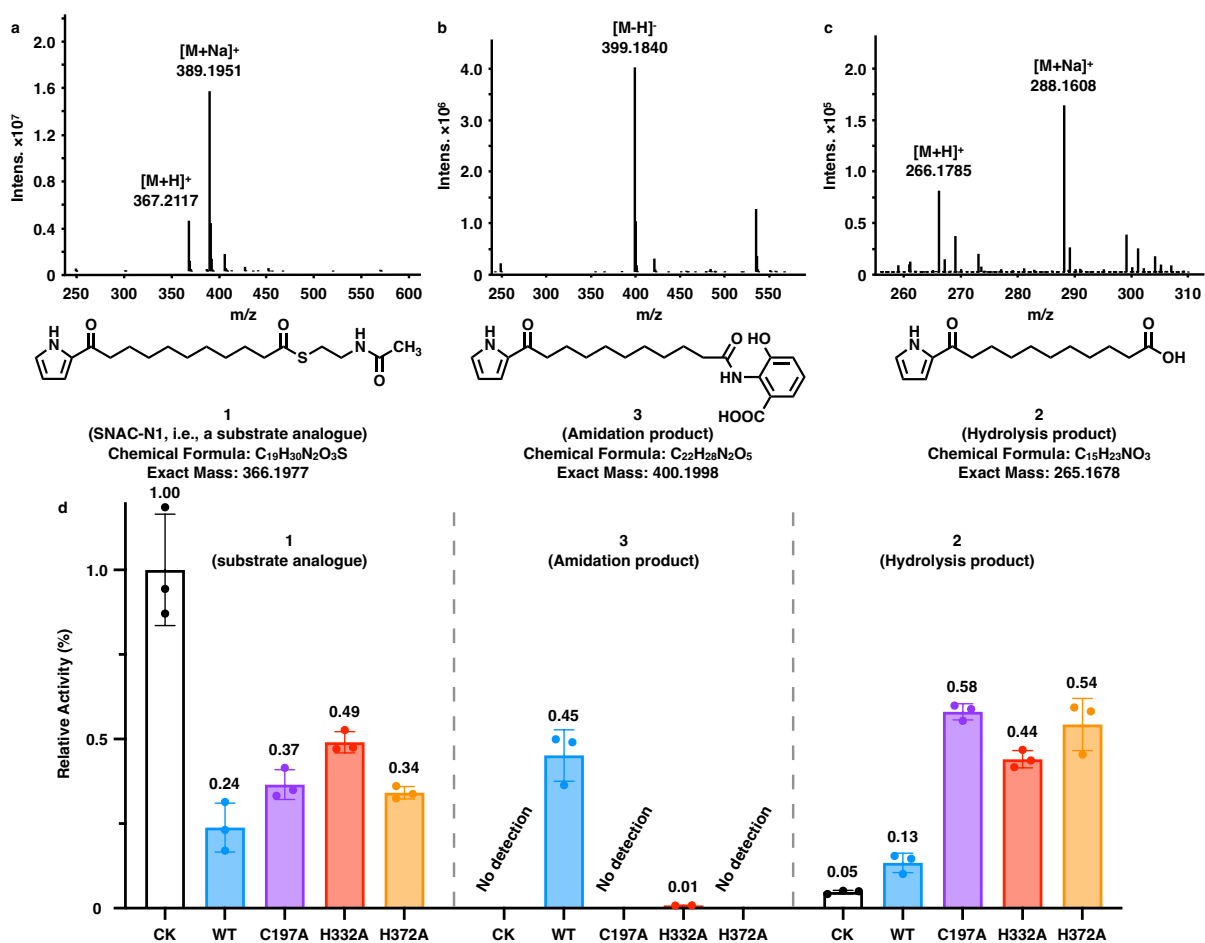 a
[M+Na]⁺
389.1951
[M+H]⁺
367.2117
Intens. ×10⁷
2.0
1.6
1.2
0.8
0.4
0
250 300 350 400 450 500 550 600
m/z
H
N
O
O
S
H
N
O
CH₃
1
(SNAC-N1, i.e., a substrate analogue)
Chemical Formula: C₁₉H₃₀N₂O₃S
Exact Mass: 366.1977
b
[M-H]⁻
399.1840
Intens. ×10⁶
4.0
3.0
2.0
1.0
0
250 300 350 400 450 500 550
m/z
H
N
O
O
HN
HO
HOOC
3
(Amidation product)
Chemical Formula: C₂₂H₂₈N₂O₅
Exact Mass: 400.1998
c
[M+Na]⁺
288.1608
[M+H]⁺
266.1785
Intens. ×10⁵
2.0
1.5
1.0
0.5
0
260 270 280 290 300 310
m/z
H
N
O
O
OH
2
(Hydrolysis product)
Chemical Formula: C₁₅H₂₃NO₃
Exact Mass: 265.1678
d
Relative Activity (%)
1.0
0.5
0
1
(substrate analogue)
1.00
0.24
0.37
0.49
0.34
CK WT C197A H332A H372A
3
(Amidation product)
No detection
0.45
No detection
0.01
No detection
CK WT C197A H332A H372A
2
(Hydrolysis product)
0.05
0.13
0.58
0.44
0.54
CK WT C197A H332A H372A